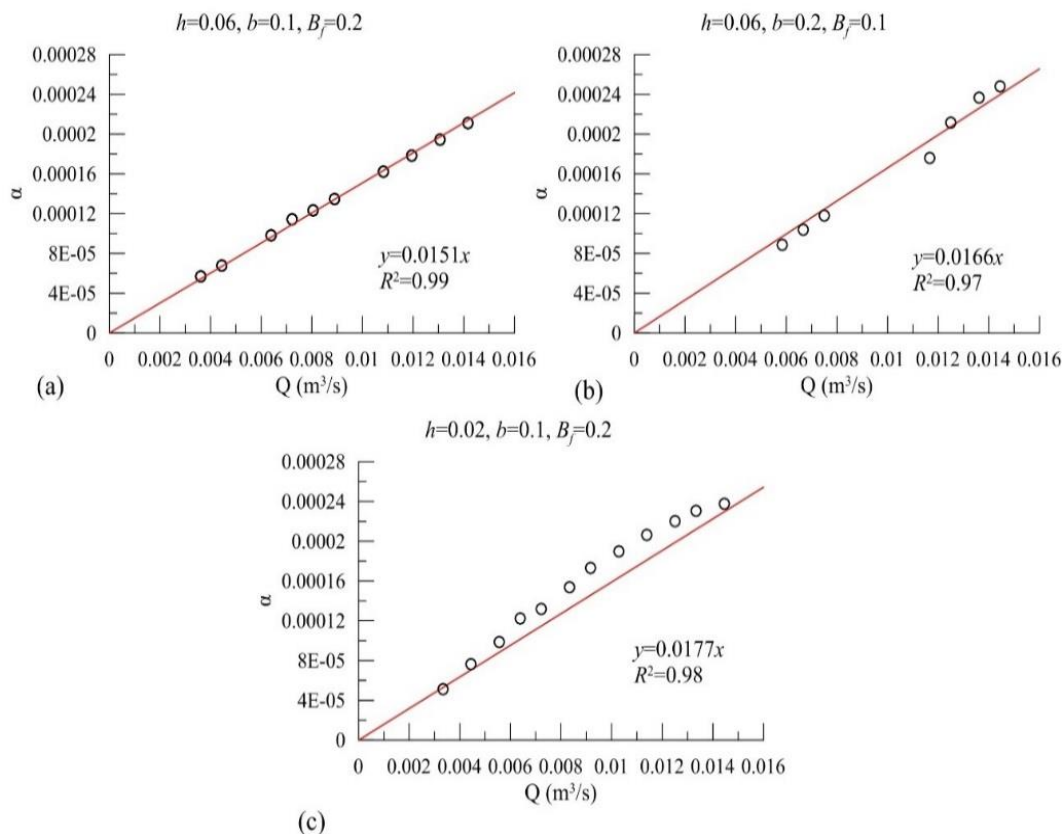 h=0.06, b=0.1, B_f=0.2
0.00028
0.00024
0.0002
0.00016
0.00012
8E-05
4E-05
0
α
y=0.0151x
R²=0.99
0 0.002 0.004 0.006 0.008 0.01 0.012 0.014 0.016
Q (m³/s)
(a)
h=0.06, b=0.2, B_f=0.1
0.00028
0.00024
0.0002
0.00016
0.00012
8E-05
4E-05
0
α
y=0.0166x
R²=0.97
0 0.002 0.004 0.006 0.008 0.01 0.012 0.014 0.016
Q (m³/s)
(b)
h=0.02, b=0.1, B_f=0.2
0.00028
0.00024
0.0002
0.00016
0.00012
8E-05
4E-05
0
α
y=0.0177x
R²=0.98
0 0.002 0.004 0.006 0.008 0.01 0.012 0.014 0.016
Q (m³/s)
(c)